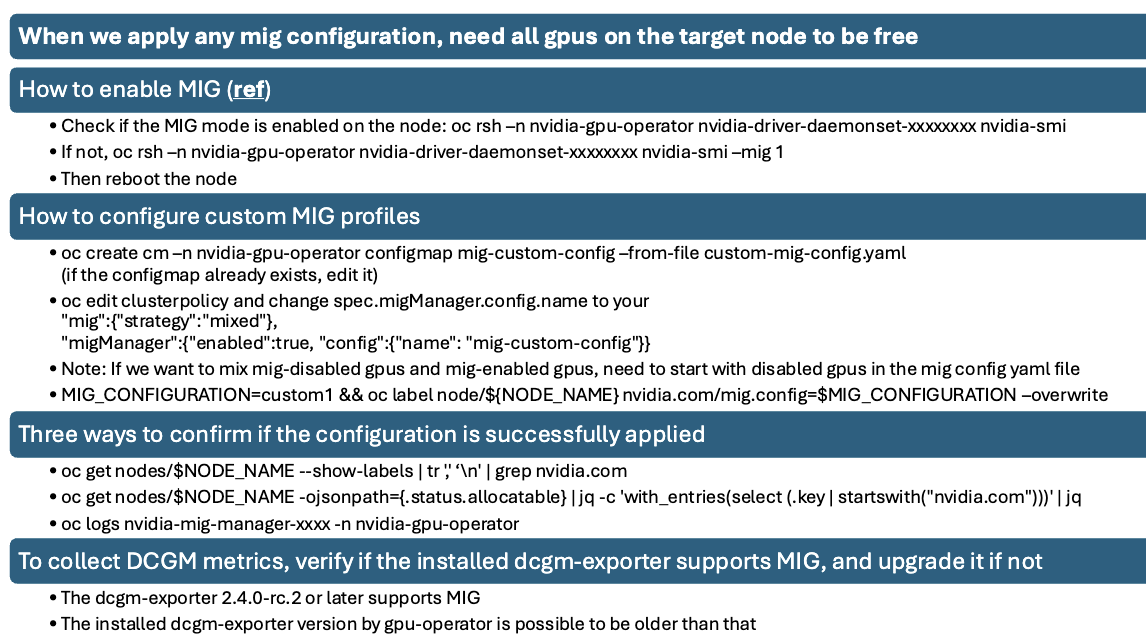 When we apply any mig configuration, need all gpus on the target node to be free
How to enable MIG (ref)
• Check if the MIG mode is enabled on the node: oc rsh –n nvidia-gpu-operator nvidia-driver-daemonset-xxxxxxxx nvidia-smi
• If not, oc rsh –n nvidia-gpu-operator nvidia-driver-daemonset-xxxxxxxx nvidia-smi –mig 1
• Then reboot the node
How to configure custom MIG profiles
• oc create cm –n nvidia-gpu-operator configmap mig-custom-config –from-file custom-mig-config.yaml
(if the configmap already exists, edit it)
• oc edit clusterpolicy and change spec.migManager.config.name to your
"mig":{"strategy":"mixed"},
"migManager":{"enabled":true, "config":{"name": "mig-custom-config"}}
• Note: If we want to mix mig-disabled gpus and mig-enabled gpus, need to start with disabled gpus in the mig config yaml file
• MIG_CONFIGURATION=custom1 && oc label node/${NODE_NAME} nvidia.com/mig.config=$MIG_CONFIGURATION –overwrite
Three ways to confirm if the configuration is successfully applied
• oc get nodes/$NODE_NAME --show-labels | tr ',' '\n' | grep nvidia.com
• oc get nodes/$NODE_NAME -ojsonpath={.status.allocatable} | jq -c 'with_entries(select (.key | startswith("nvidia.com")))' | jq
• oc logs nvidia-mig-manager-xxxx -n nvidia-gpu-operator
To collect DCGM metrics, verify if the installed dcgm-exporter supports MIG, and upgrade it if not
• The dcgm-exporter 2.4.0-rc.2 or later supports MIG
• The installed dcgm-exporter version by gpu-operator is possible to be older than that